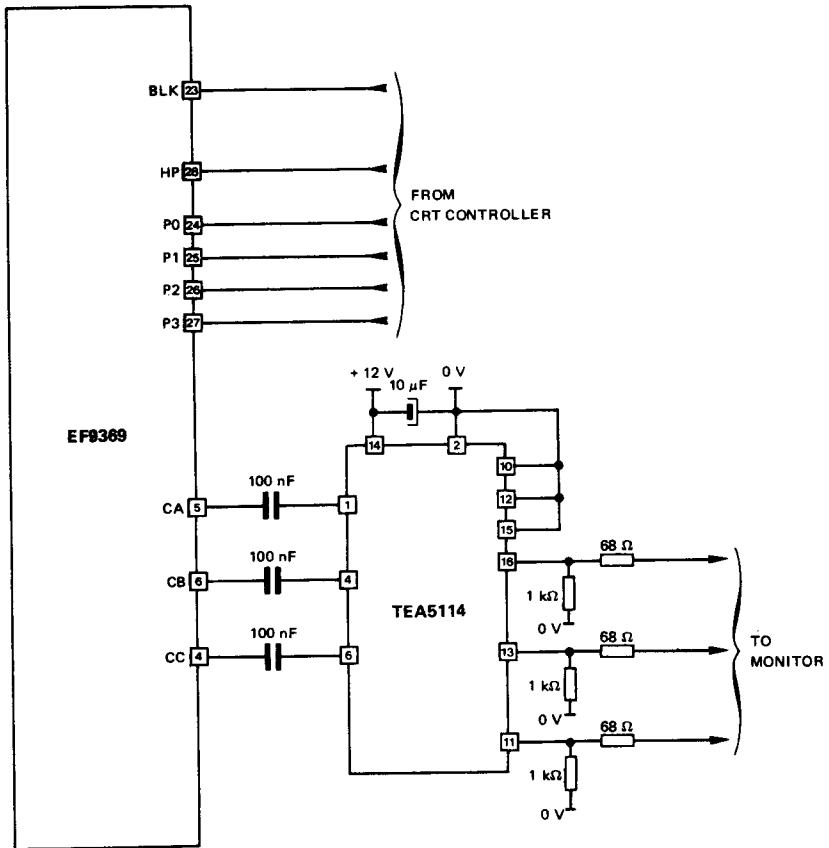 BLK 23
HP 28
P0 24
P1 25
P2 26
P3 27
FROM
CRT CONTROLLER
+ 12 V
10 µF
0 V
14
2
EF9369
10
12
15
CA 5
100 nF
1
CB 6
100 nF
4
CC 4
100 nF
6
TEA5114
16
68 Ω
1 kΩ
0 V
13
68 Ω
1 kΩ
0 V
11
68 Ω
1 kΩ
0 V
TO
MONITOR